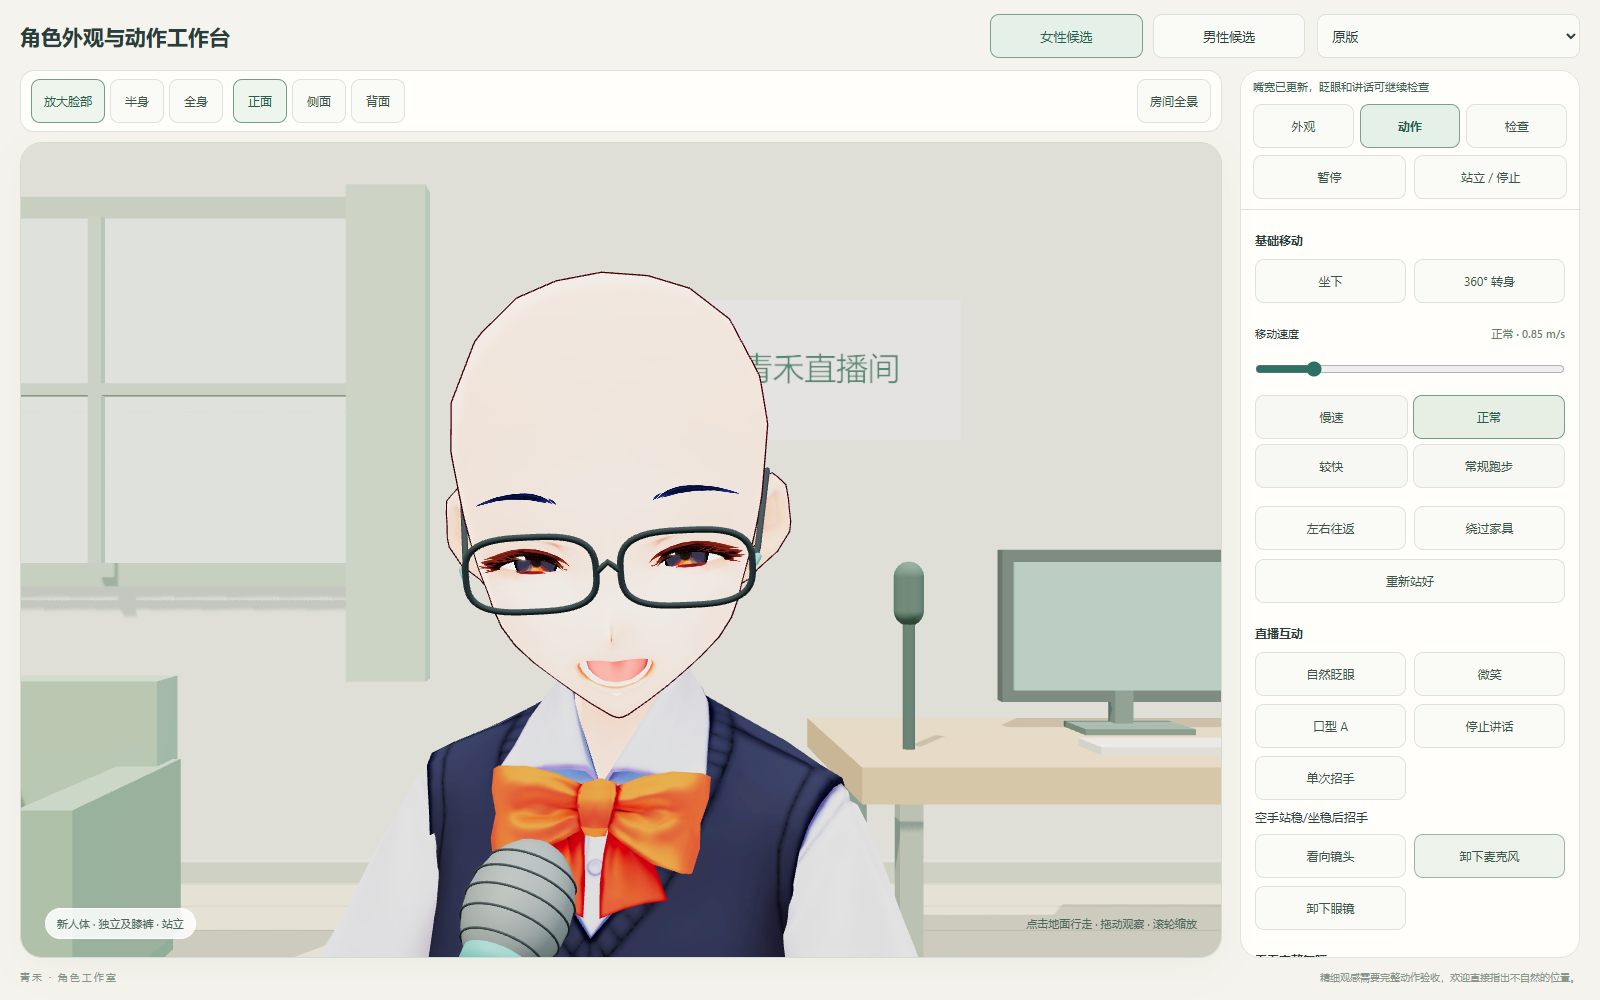 角色外观与动作工作台
女性候选
男性候选
原版
放大脸部
半身
全身
正面
侧面
背面
房间全景
嘴宽已更新，眨眼和讲话可继续检查
外观
动作
检查
暂停
站立 / 停止
青禾直播间
基础移动
坐下
360° 转身
移动速度
正常 · 0.85 m/s
慢速
正常
较快
常规跑步
左右往返
绕过家具
重新站好
直播互动
自然眨眼
微笑
口型 A
停止讲话
单次招手
空手站稳/坐稳后招手
看向镜头
卸下麦克风
卸下眼镜
新人体 · 独立及膝裤 · 站立
点击地面行走 · 拖动观察 · 滚轮缩放
青禾 · 角色工作室
精细观感需要完整动作验收，欢迎直接指出不自然的位置。